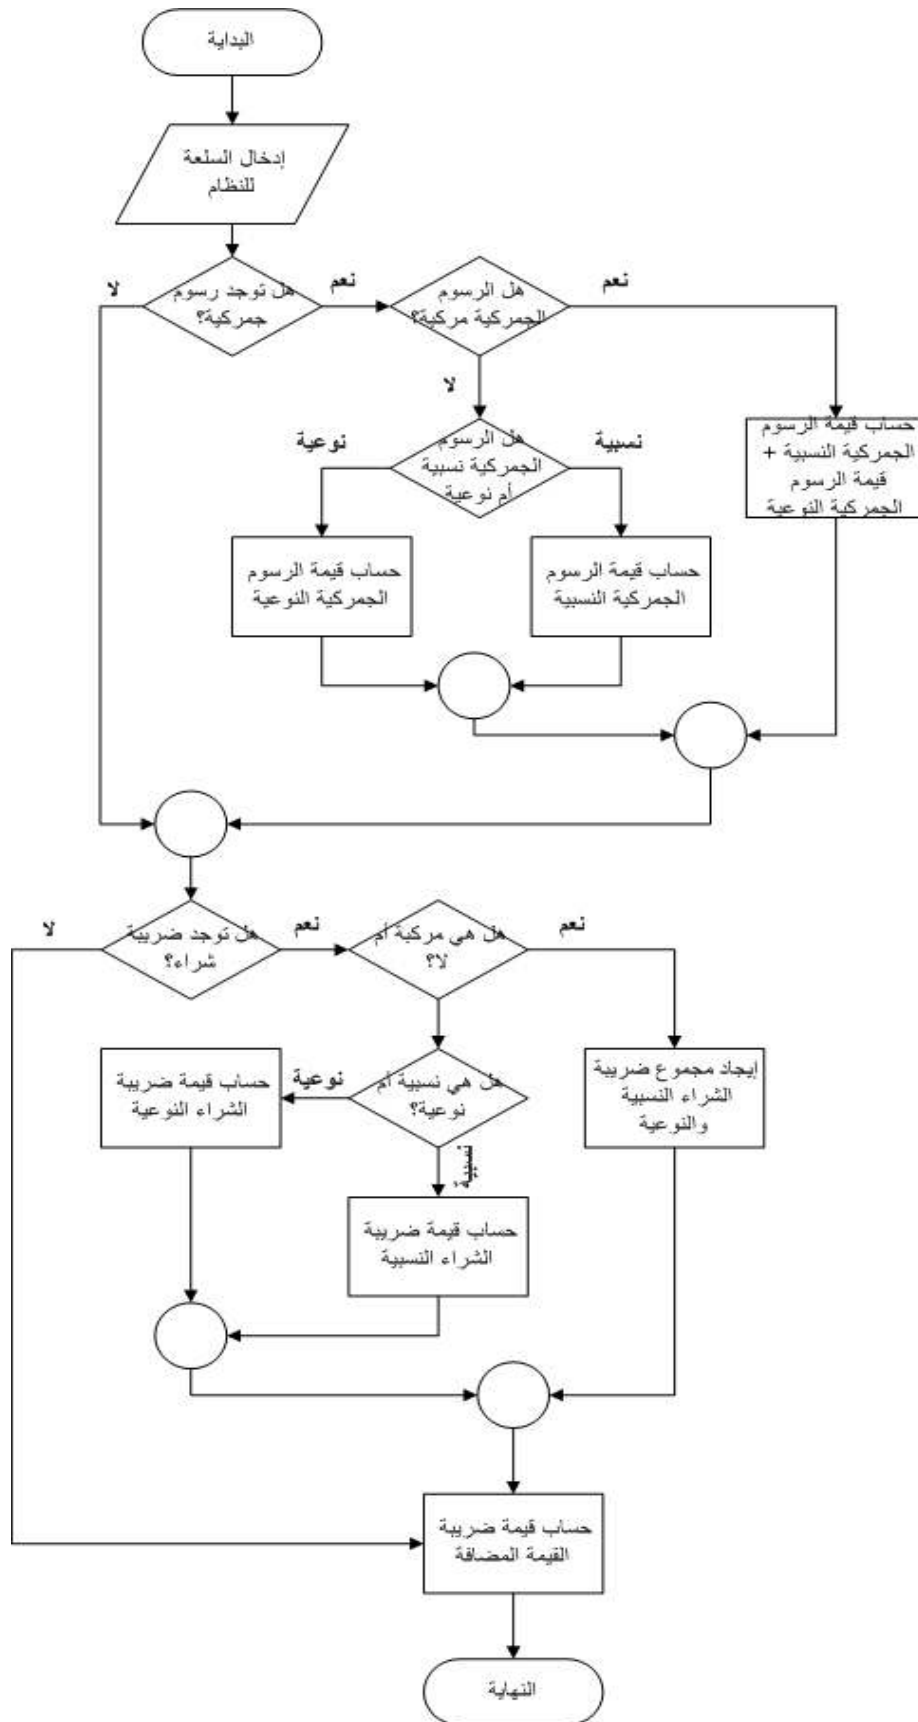 البداية
إدخال السلعة
للنظام
هل توجد رسوم
جمركية؟
لا
نعم
هل الرسوم
الجمركية مركبة؟
نعم
لا
هل الرسوم
الجمركية نسبية
أم نوعية
نوعية
نسبية
حساب قيمة الرسوم
الجمركية النسبية +
قيمة الرسوم
الجمركية النوعية
حساب قيمة الرسوم
الجمركية النوعية
حساب قيمة الرسوم
الجمركية النسبية
هل توجد ضريبة
شراء؟
لا
نعم
هل هي مركبة أم
لا؟
نعم
هل هي نسبية أم
نوعية؟
نوعية
نسبية
حساب قيمة ضريبة
الشراء النوعية
إيجاد مجموع ضريبة
الشراء النسبية
والنوعية
حساب قيمة ضريبة
الشراء النسبية
حساب قيمة ضريبة
القيمة المضافة
النهاية